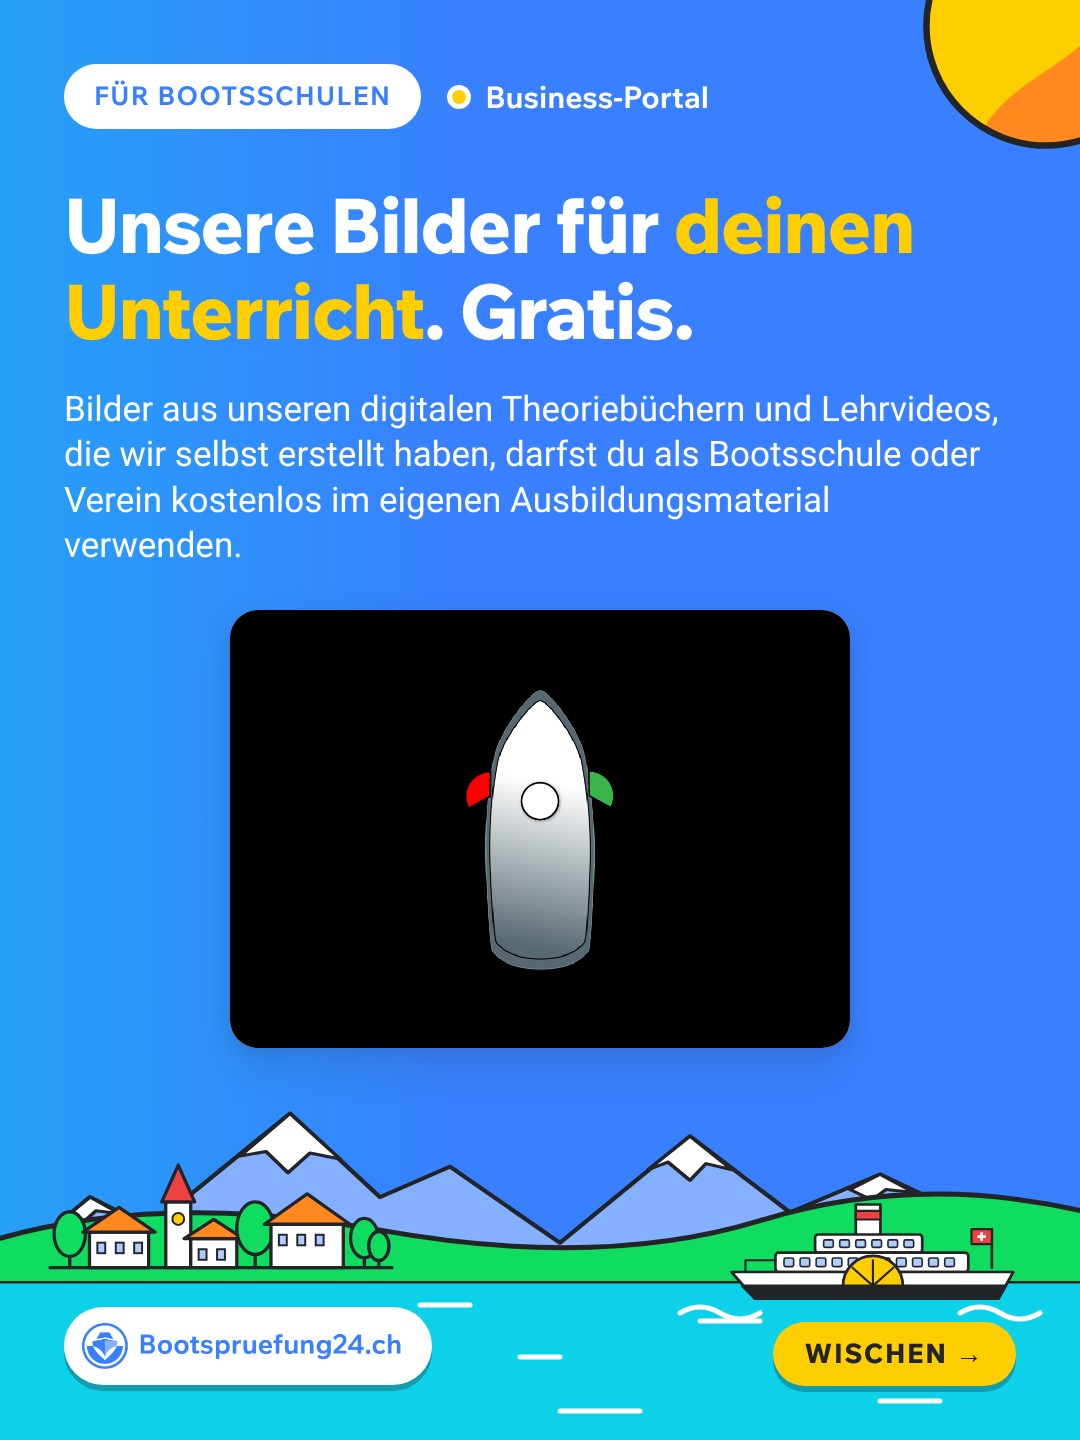 FÜR BOOTSSCHULEN
Business-Portal
Unsere Bilder für deinen
Unterricht. Gratis.
Bilder aus unseren digitalen Theoriebüchern und Lehrvideos,
die wir selbst erstellt haben, darfst du als Bootsschule oder
Verein kostenlos im eigenen Ausbildungsmaterial
verwenden.
Bootspruefung24.ch
WISCHEN →